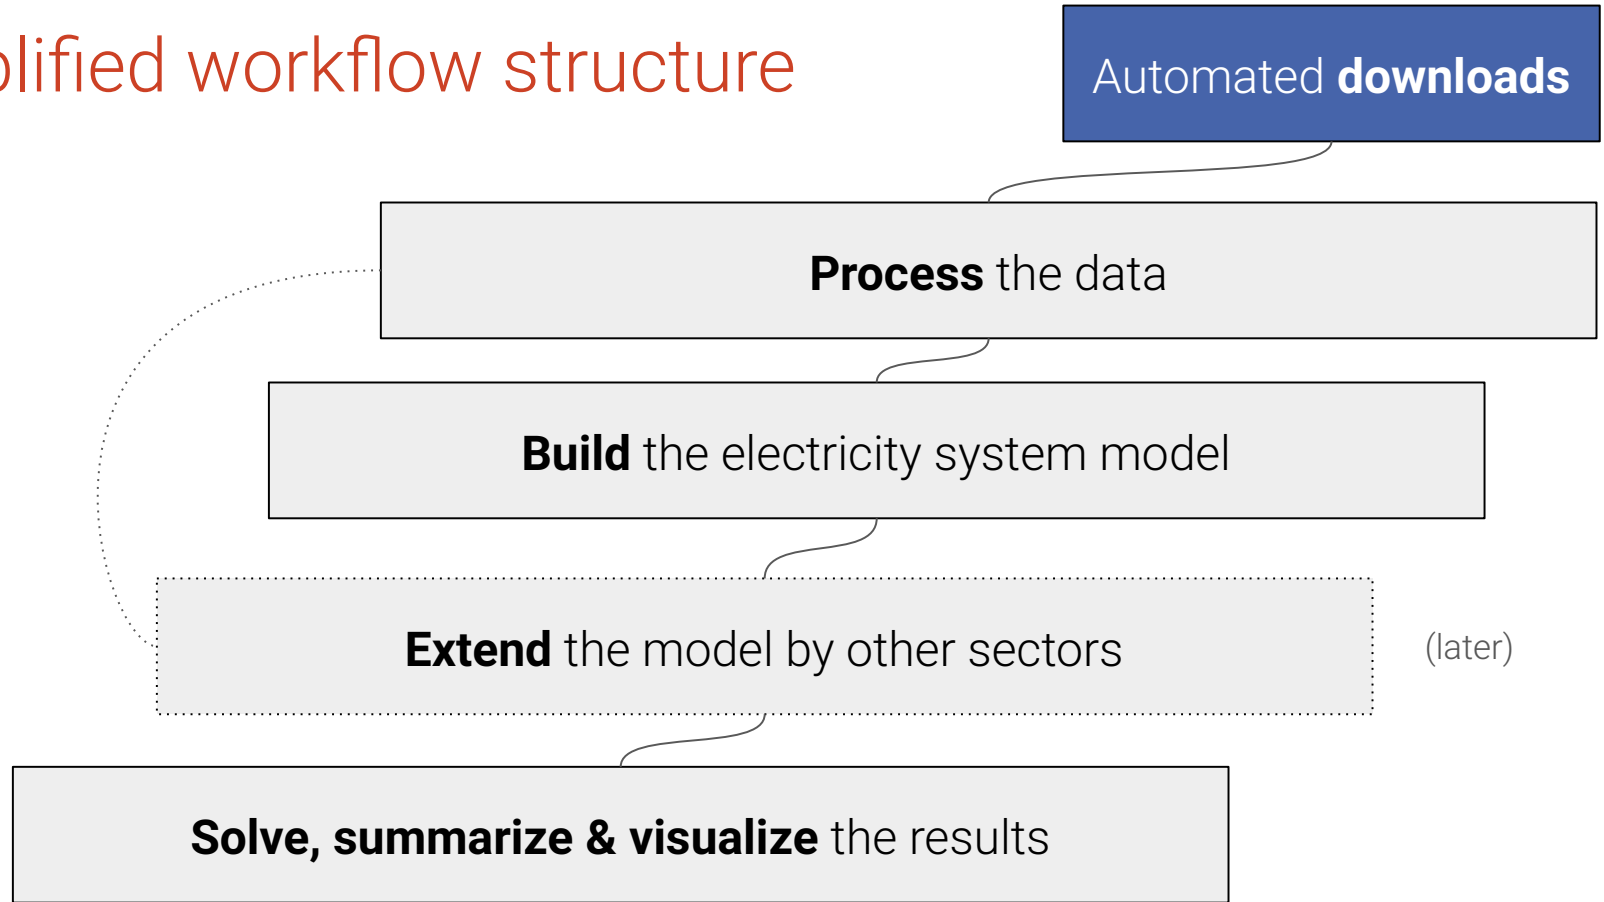 plified workflow structure
Automated downloads
Process the data
Build the electricity system model
Extend the model by other sectors
(later)
Solve, summarize & visualize the results